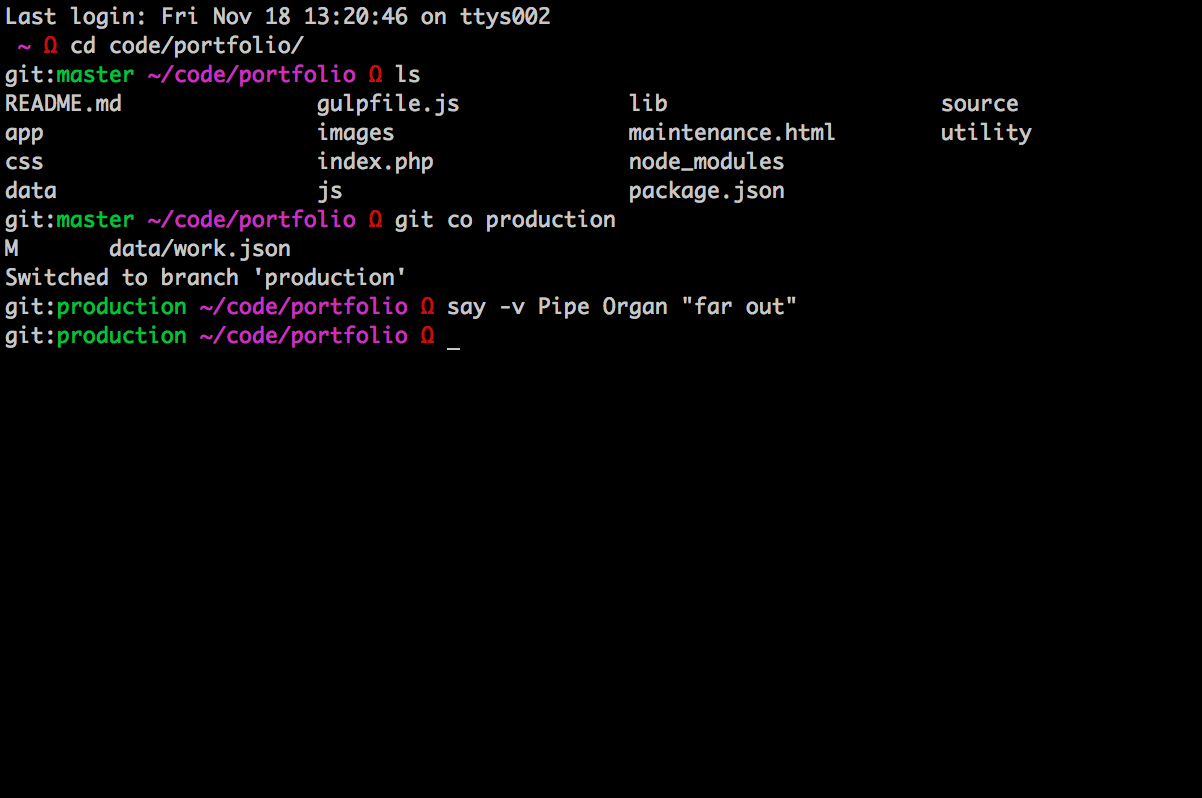 Last login: Fri Nov 18 13:20:46 on ttys002
~ Ω cd code/portfolio/
git:master ~/code/portfolio Ω ls
README.md gulpfile.js lib source
app images maintenance.html utility
css index.php node_modules
data js package.json
git:master ~/code/portfolio Ω git co production
M data/work.json
Switched to branch 'production'
git:production ~/code/portfolio Ω say -v Pipe Organ "far out"
git:production ~/code/portfolio Ω _